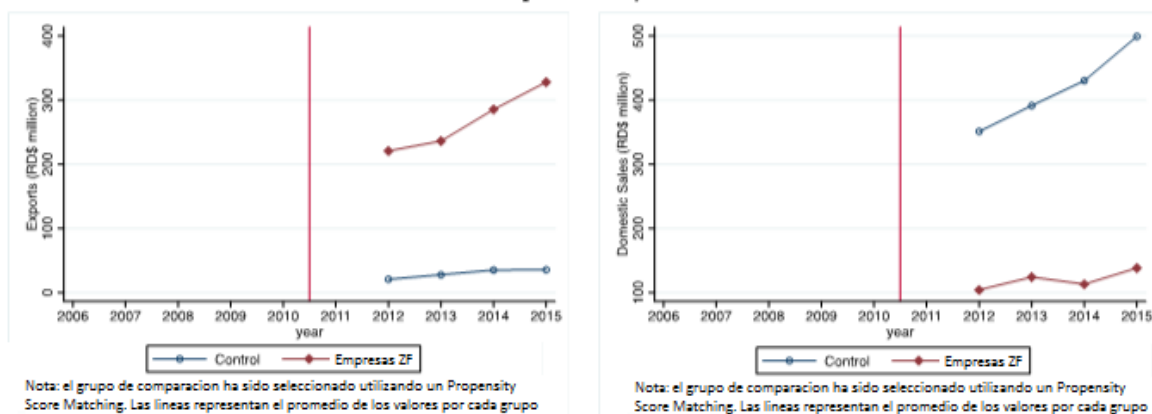 Exports (RD$ million)
400
300
200
100
0
2006 2007 2008 2009 2010 2011 2012 2013 2014 2015
year
Control Empresas ZF
Nota: el grupo de comparacion ha sido seleccionado utilizando un Propensity
Score Matching. Las lineas representan el promedio de los valores por cada grupo
Domestic Sales (RD$ million)
500
400
300
200
100
2006 2007 2008 2009 2010 2011 2012 2013 2014 2015
year
Control Empresas ZF
Nota: el grupo de comparacion ha sido seleccionado utilizando un Propensity
Score Matching. Las lineas representan el promedio de los valores por cada grupo